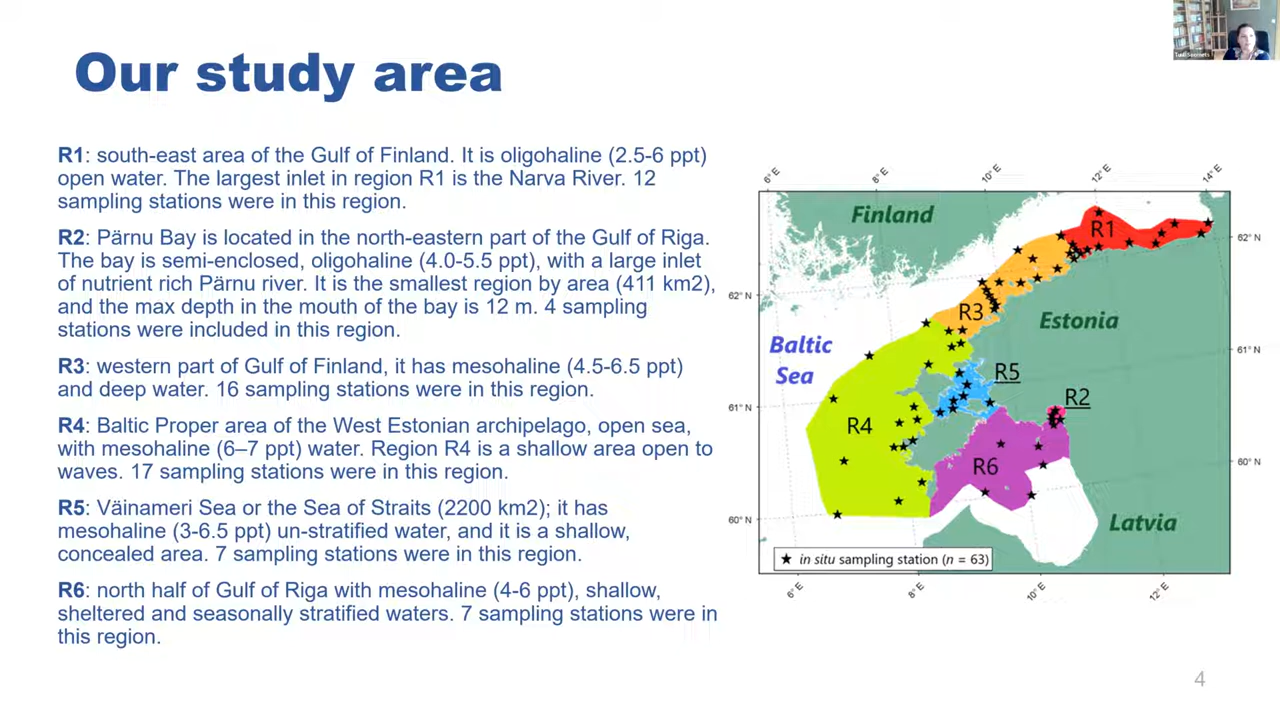 Our study area
R1: south-east area of the Gulf of Finland. It is oligohaline (2.5-6 ppt)
open water. The largest inlet in region R1 is the Narva River. 12
sampling stations were in this region.
R2: Pärnu Bay is located in the north-eastern part of the Gulf of Riga.
The bay is semi-enclosed, oligohaline (4.0-5.5 ppt), with a large inlet
of nutrient rich Pärnu river. It is the smallest region by area (411 km2),
and the max depth in the mouth of the bay is 12 m. 4 sampling
stations were included in this region.
R3: western part of Gulf of Finland, it has mesohaline (4.5-6.5 ppt)
and deep water. 16 sampling stations were in this region.
R4: Baltic Proper area of the West Estonian archipelago, open sea,
with mesohaline (6–7 ppt) water. Region R4 is a shallow area open to
waves. 17 sampling stations were in this region.
R5: Väinameri Sea or the Sea of Straits (2200 km2); it has
mesohaline (3-6.5 ppt) un-stratified water, and it is a shallow,
concealed area. 7 sampling stations were in this region.
R6: north half of Gulf of Riga with mesohaline (4-6 ppt), shallow,
sheltered and seasonally stratified waters. 7 sampling stations were in
this region.
6° E
8° E
10° E
12° E
14° E
Finland
R1
62° N
62° N
R3
Estonia
Baltic
Sea
61° N
R5
R2
61° N
R4
R6
60° N
60° N
Latvia
★ in situ sampling station (n = 63)
6° E
8° E
10° E
12° E
4